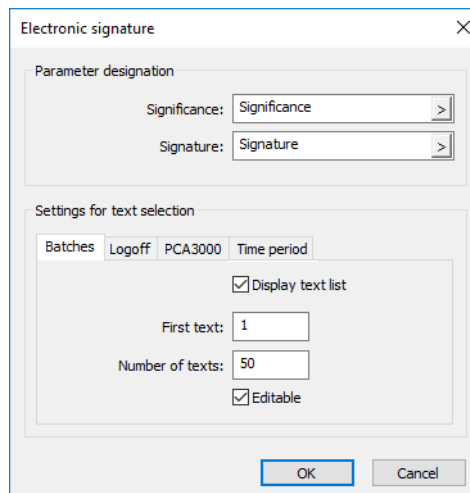 Electronic signature
Parameter designation
Significance: Significance >
Signature: Signature >
Settings for text selection
Batches Logoff PCA3000 Time period
Display text list
First text: 1
Number of texts: 50
Editable
OK Cancel